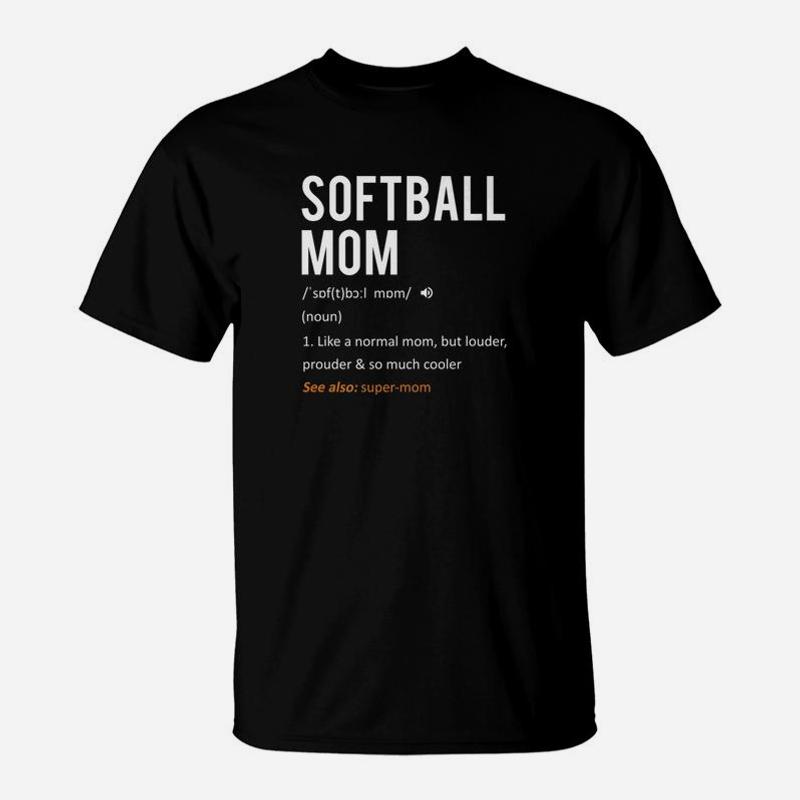 SOFTBALL
MOM
/ˈsɒf(t)bɔːl mɒm/
(noun)
1. Like a normal mom, but louder,
prouder & so much cooler
See also: super-mom